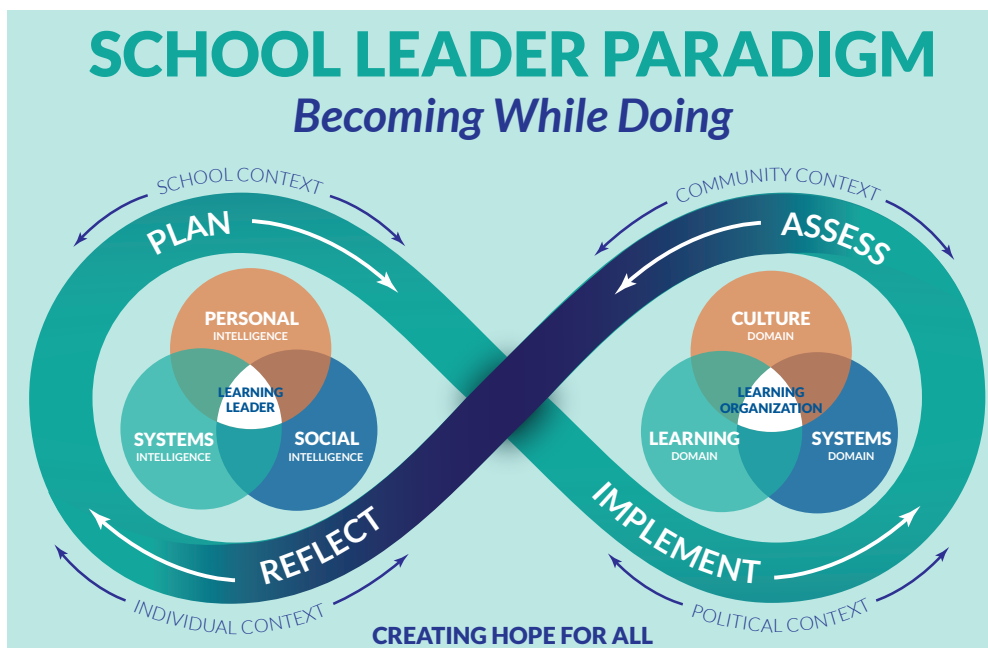 SCHOOL LEADER PARADIGM
Becoming While Doing
SCHOOL CONTEXT
PLAN
PERSONAL
INTELLIGENCE
LEARNING
LEADER
SYSTEMS
INTELLIGENCE
SOCIAL
INTELLIGENCE
REFLECT
INDIVIDUAL CONTEXT
COMMUNITY CONTEXT
ASSESS
CULTURE
DOMAIN
LEARNING
ORGANIZATION
LEARNING
DOMAIN
SYSTEMS
DOMAIN
IMPLEMENT
POLITICAL CONTEXT
CREATING HOPE FOR ALL